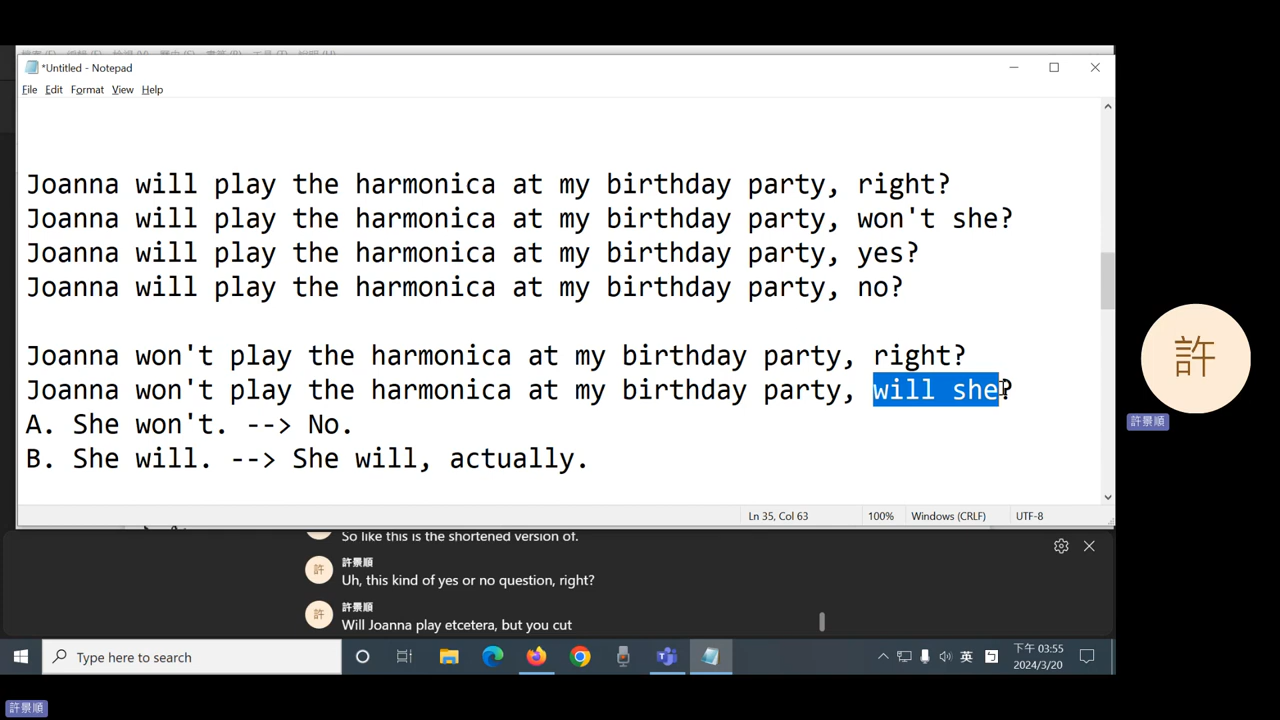 *Untitled - Notepad
File Edit Format View Help
Joanna will play the harmonica at my birthday party, right?
Joanna will play the harmonica at my birthday party, won't she?
Joanna will play the harmonica at my birthday party, yes?
Joanna will play the harmonica at my birthday party, no?
Joanna won't play the harmonica at my birthday party, right?
Joanna won't play the harmonica at my birthday party, will she?
A. She won't. --> No.
B. She will. --> She will, actually.
Ln 35, Col 63 100% Windows (CRLF) UTF-8
許
許景順
So like this is the shortened version of.
許
許景順
Uh, this kind of yes or no question, right?
許
許景順
Will Joanna play etcetera, but you cut
Type here to search
英
下午 03:55
2024/3/20
許景順